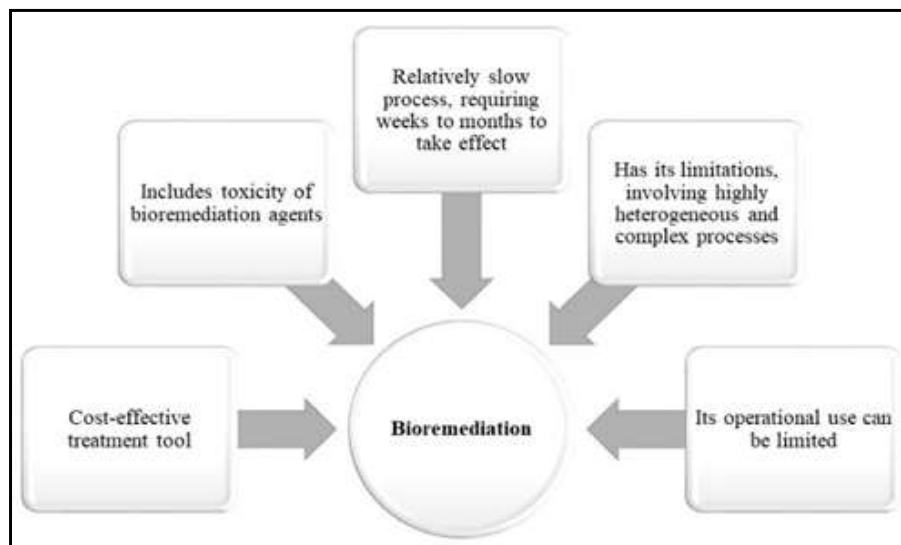 Relatively slow
process, requiring
weeks to months to
take effect
Includes toxicity of
bioremediation agents
Has its limitations,
involving highly
heterogeneous and
complex processes
Cost-effective
treatment tool
Bioremediation
Its operational use can
be limited